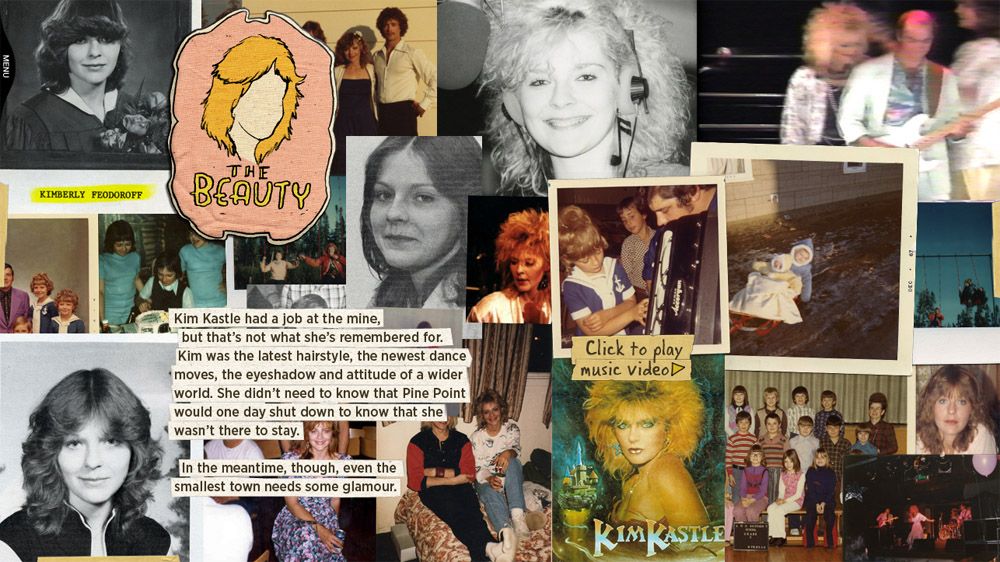 MENU
THE
BEAUTY
KIMBERLY FEODOROFF
Kim Kastle had a job at the mine,
but that's not what she's remembered for.
Kim was the latest hairstyle, the newest dance
moves, the eyeshadow and attitude of a wider
world. She didn't need to know that Pine Point
would one day shut down to know that she
wasn't there to stay.
In the meantime, though, even the
smallest town needs some glamour.
Click to play
music video
KIM KASTLE